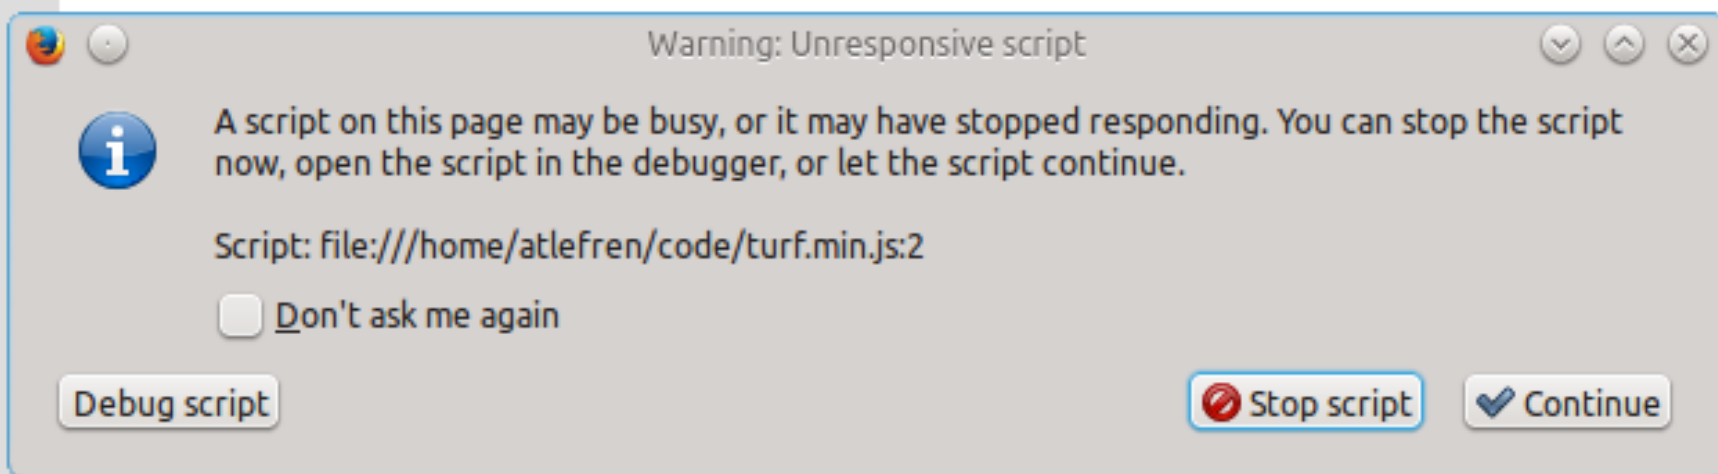 Warning: Unresponsive script
A script on this page may be busy, or it may have stopped responding. You can stop the script
now, open the script in the debugger, or let the script continue.
Script: file:///home/atlefren/code/turf.min.js:2
Don't ask me again
Debug script
Stop script
Continue